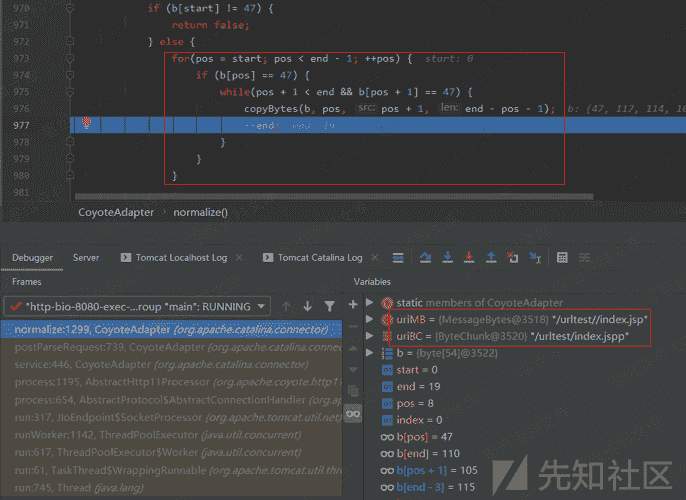 970 if (b[start] != 47) {
971 return false;
972 } else {
973 for(pos = start; pos < end - 1; ++pos) { start: 0
974 if (b[pos] == 47) {
975 while(pos + 1 < end && b[pos + 1] == 47) {
976 copyBytes(b, pos, src: pos + 1, len: end - pos - 1); b: {47, 117, 114, 10
977 --end;
978 }
979 }
980 }
981
CoyoteAdapter normalize()
Debugger Server Tomcat Localhost Log Tomcat Catalina Log
Frames Variables
"http-bio-8080-exec-...roup "main": RUNNING
normalize:1299, CoyoteAdapter (org.apache.catalina.connector)
postParseRequest:739, CoyoteAdapter (org.apache.catalina.connec
service:446, CoyoteAdapter (org.apache.catalina.connector)
process:1195, AbstractHttp11Processor (org.apache.coyote.http1
process:654, AbstractProtocol$AbstractConnectionHandler (org.ap
run:317, JIoEndpoint$SocketProcessor (org.apache.tomcat.util.net)
runWorker:1142, ThreadPoolExecutor (java.util.concurrent)
run:617, ThreadPoolExecutor$Worker (java.util.concurrent)
run:61, TaskThread$WrappingRunnable (org.apache.tomcat.util.thr
run:745, Thread (java.lang)
static members of CoyoteAdapter
uriMB = {MessageBytes@3518} "/urltest//index.jsp"
uriBC = {ByteChunk@3520} "/urltest/index.jspp"
b = {byte[54]@3522}
start = 0
end = 19
pos = 8
index = 0
b[pos] = 47
b[end] = 110
b[pos + 1] = 105
b[end - 3] = 115
先知社区